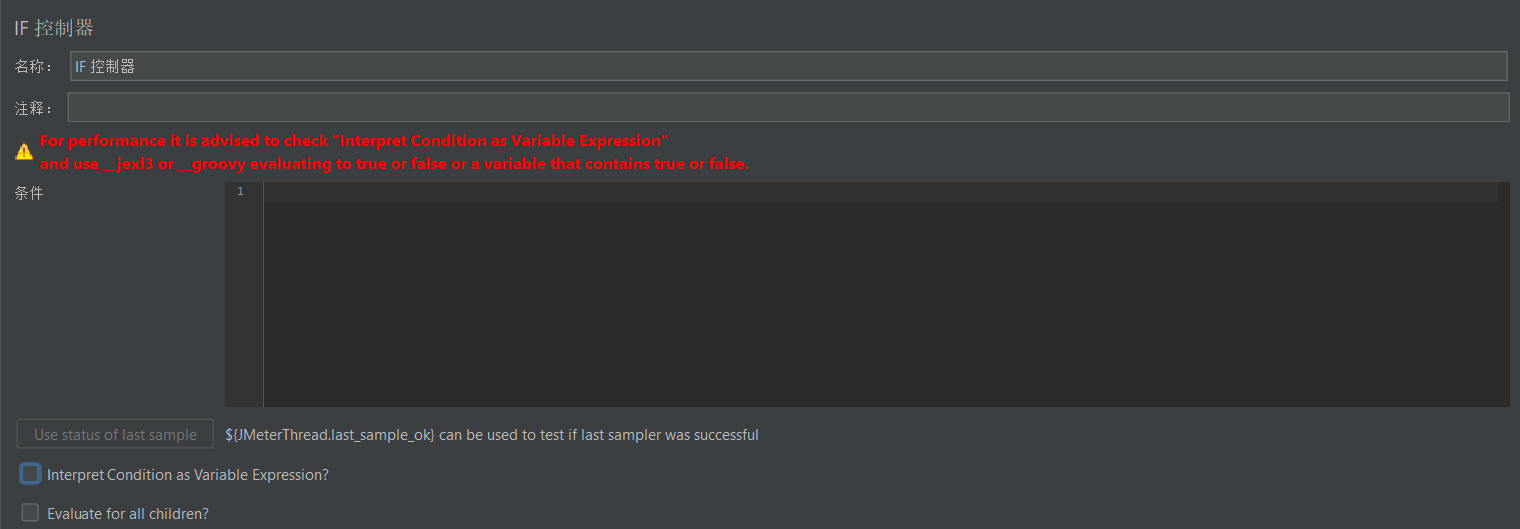 IF 控制器
名称： IF 控制器
注释：
For performance it is advised to check "Interpret Condition as Variable Expression"
and use __jexl3 or __groovy evaluating to true or false or a variable that contains true or false.
条件 1
Use status of last sample ${JMeterThread.last_sample_ok} can be used to test if last sampler was successful
Interpret Condition as Variable Expression?
Evaluate for all children?